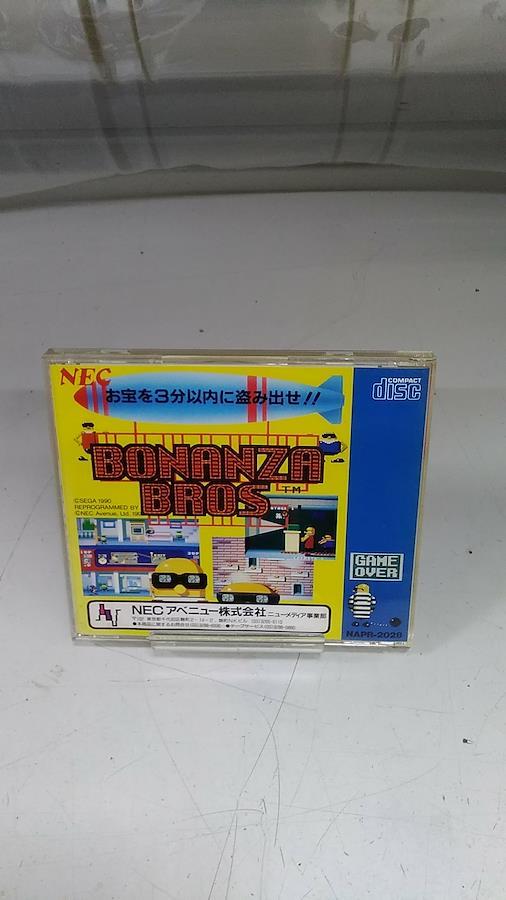 NEC
お宝を3分以内に盗み出せ!!
COMPACT
disc
BONANZA
BROS
TM
©SEGA 1990
REPROGRAMMED BY
©NEC Avenue, Ltd.
GAME
OVER
NECアベニュー株式会社 ニューメディア事業部
NAPR-2028